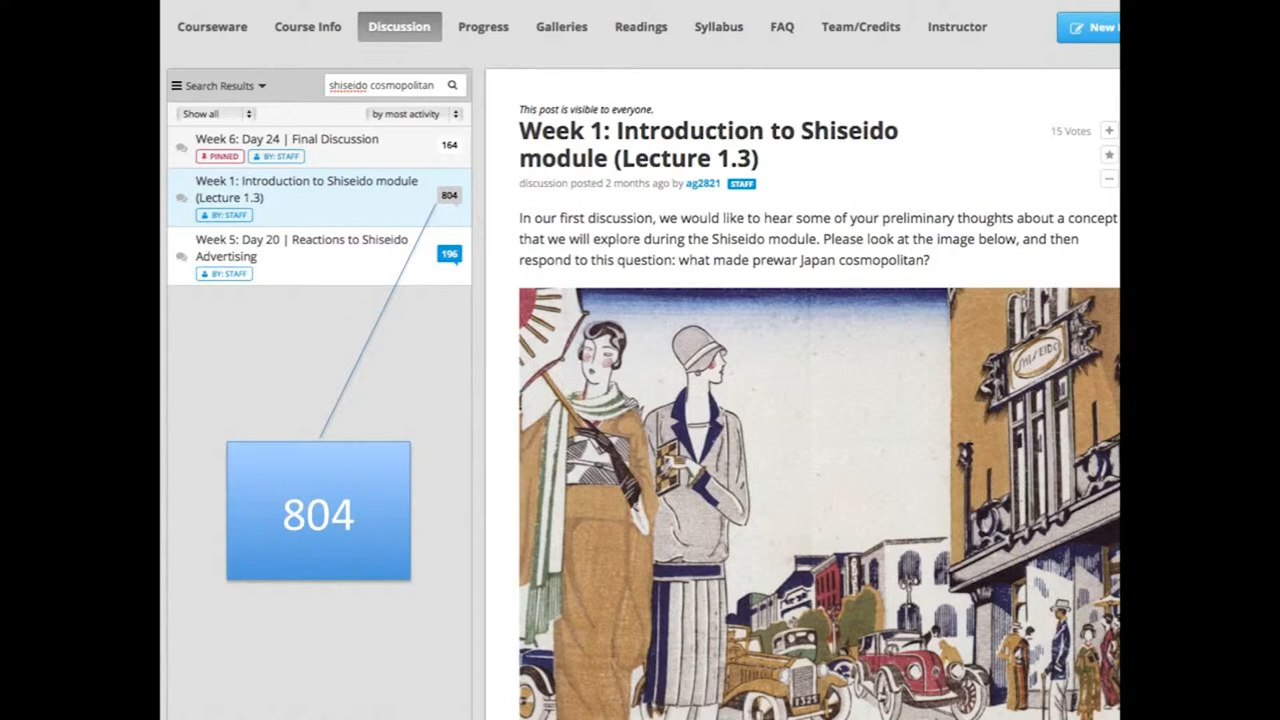 Courseware Course Info Discussion Progress Galleries Readings Syllabus FAQ Team/Credits Instructor New
Search Results shiseido cosmopolitan
Show all by most activity
Week 6: Day 24 | Final Discussion 164
PINNED BY: STAFF
Week 1: Introduction to Shiseido module
(Lecture 1.3) 804
BY: STAFF
Week 5: Day 20 | Reactions to Shiseido
Advertising 196
BY: STAFF
804
This post is visible to everyone.
Week 1: Introduction to Shiseido
module (Lecture 1.3)
15 Votes
discussion posted 2 months ago by ag2821 STAFF
In our first discussion, we would like to hear some of your preliminary thoughts about a concept
that we will explore during the Shiseido module. Please look at the image below, and then
respond to this question: what made prewar Japan cosmopolitan?
SHISEIDO